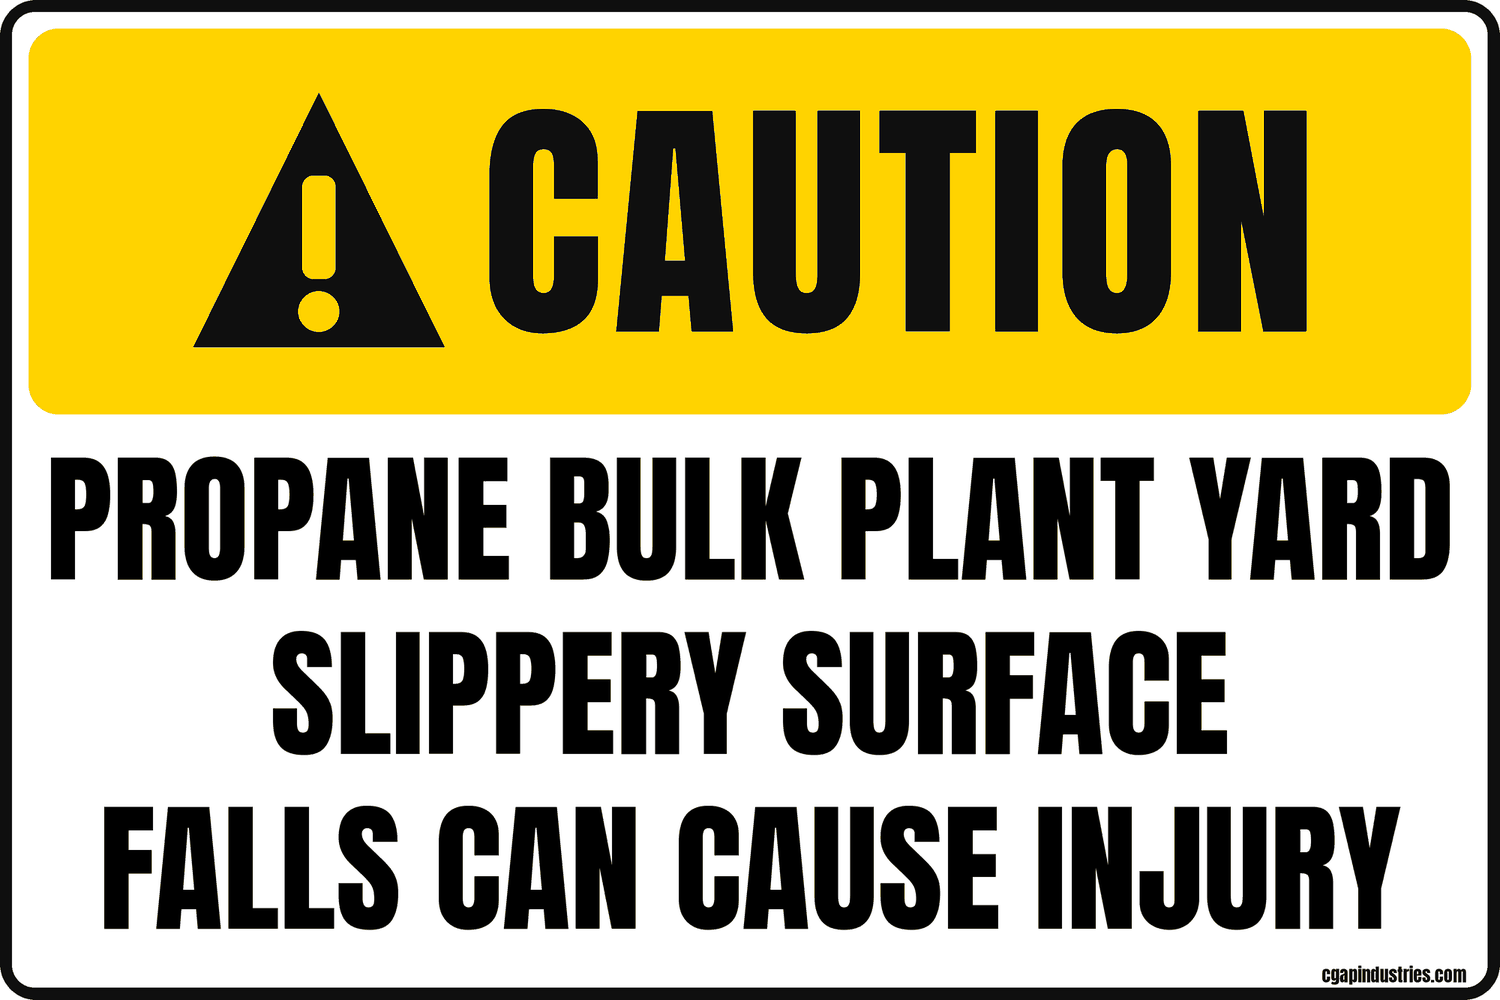 CAUTION
PROPANE BULK PLANT YARD
SLIPPERY SURFACE
FALLS CAN CAUSE INJURY
cgapindustries.com